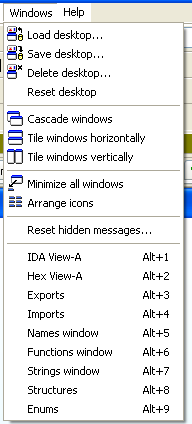 Windows Help
Load desktop...
Save desktop...
Delete desktop...
Reset desktop
Cascade windows
Tile windows horizontally
Tile windows vertically
Minimize all windows
Arrange icons
Reset hidden messages...
IDA View-A Alt+1
Hex View-A Alt+2
Exports Alt+3
Imports Alt+4
Names window Alt+5
Functions window Alt+6
Strings window Alt+7
Structures Alt+8
Enums Alt+9